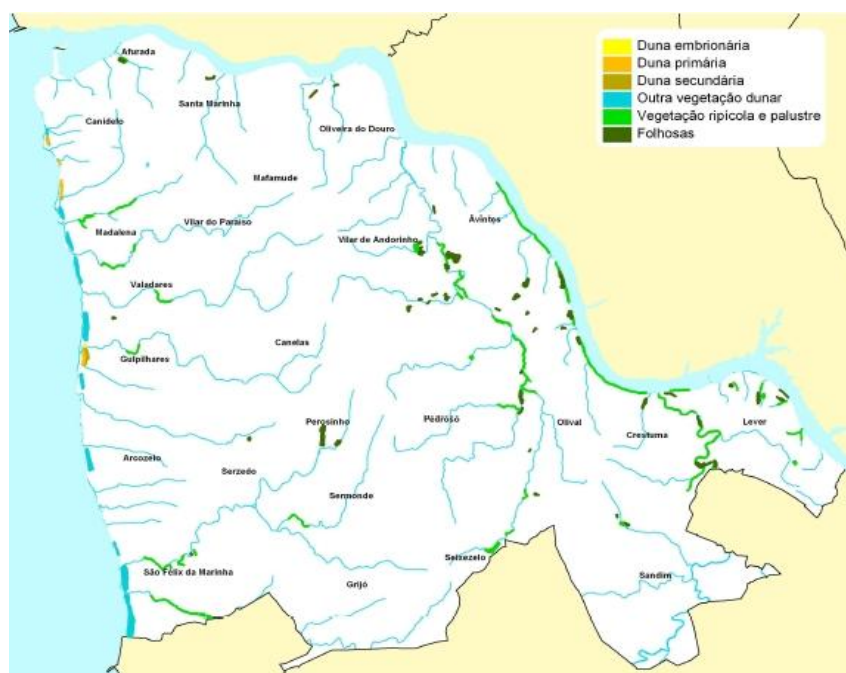 Duna embrionária
Duna primária
Duna secundária
Outra vegetação dunar
Vegetação ripícola e palustre
Folhosas
Afurada
Santa Marinha
Canidelo
Oliveira do Douro
Mafamude
Avintes
Vilar do Paraíso
Madalena
Vilar de Andorinho
Valadares
Canelas
Gulpilhares
Perosinho
Pedroso
Olival
Crestuma
Lever
Arcozelo
Serzedo
Sermonde
Seixezelo
São Félix da Marinha
Grijó
Sandim